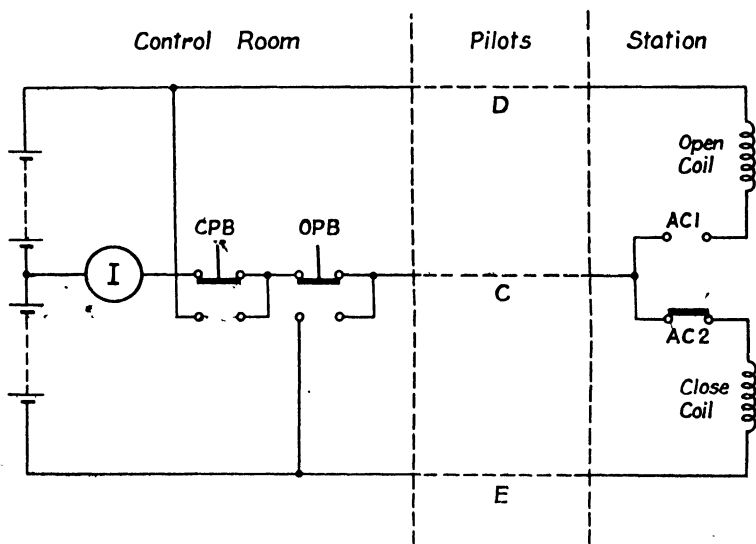 Control Room
Pilots
Station
D
Open
Coil
CPB
OPB
AC1
I
C
AC2
Close
Coil
E